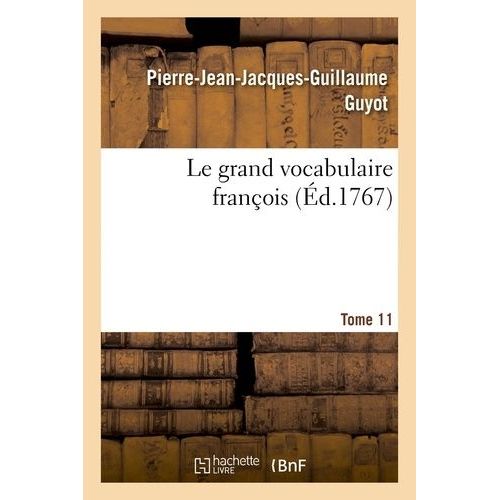 Pierre-Jean-Jacques-Guillaume
Guyot
Le grand vocabulaire
françois (Éd.1767)
Tome 11
hachette
LIVRE
{BnF